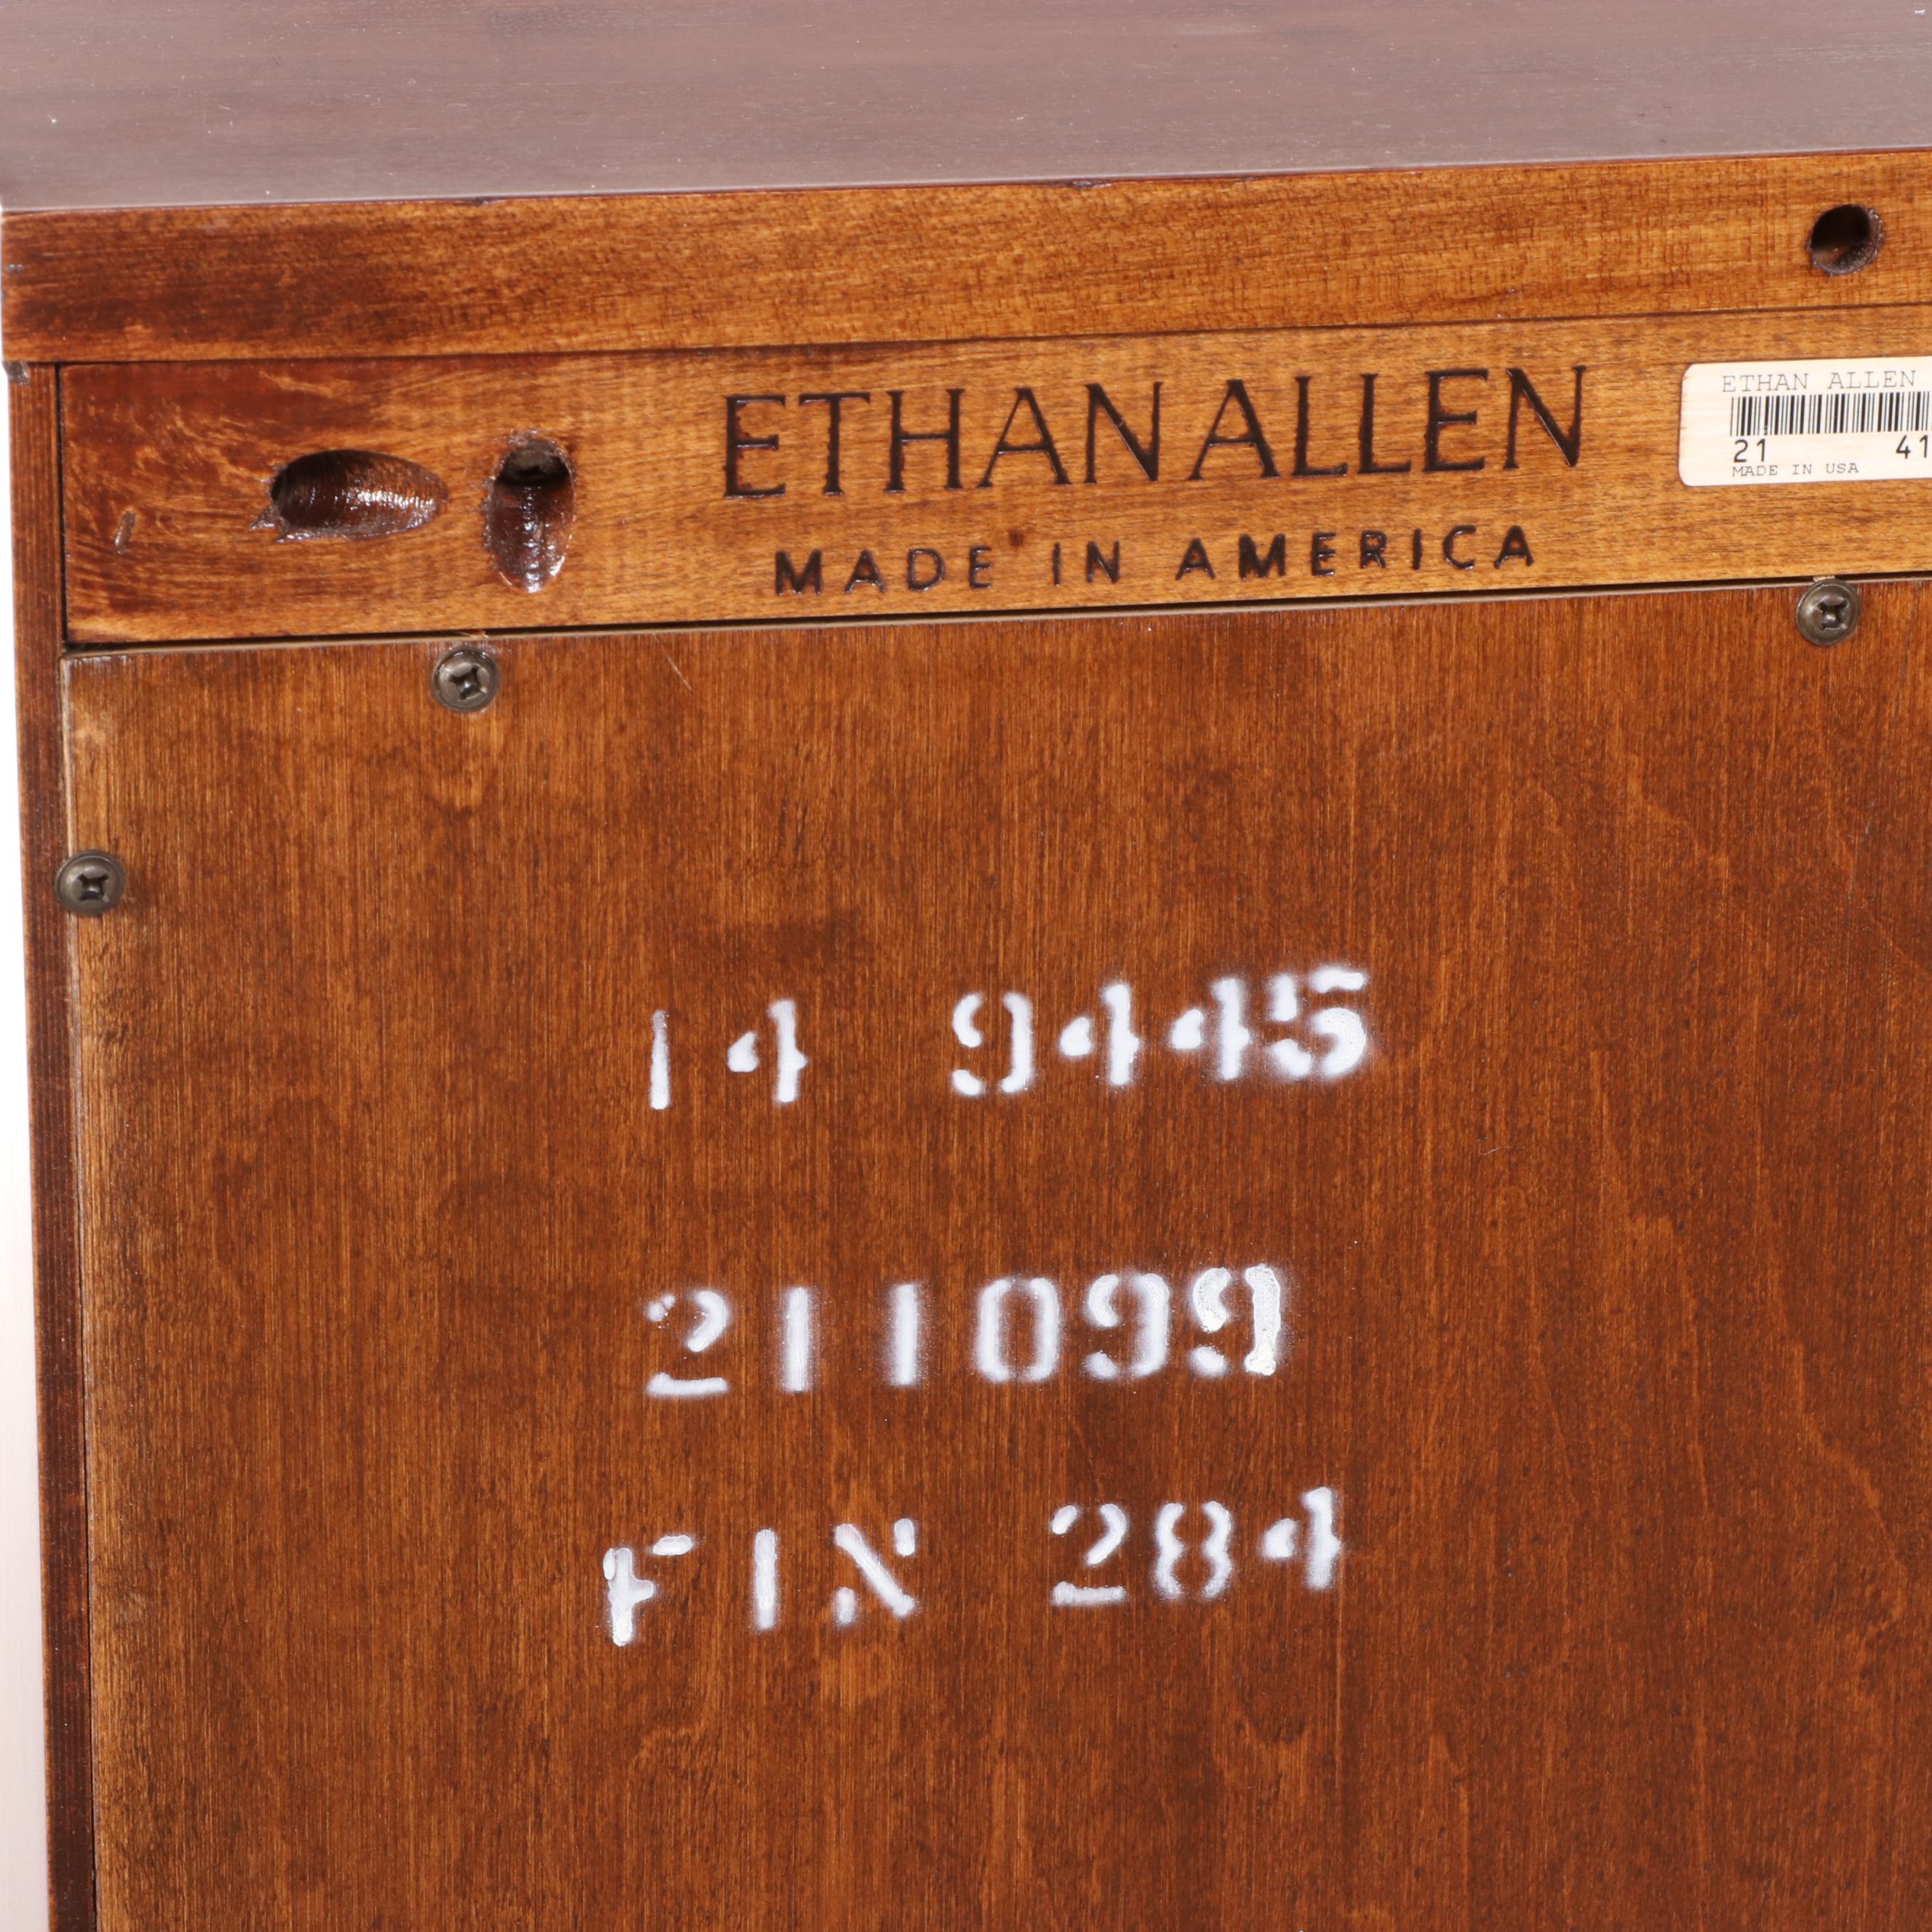 ETHAN ALLEN
MADE IN AMERICA
ETHAN ALLEN
21 41
MADE IN USA
14 9445
211099
FIN 284